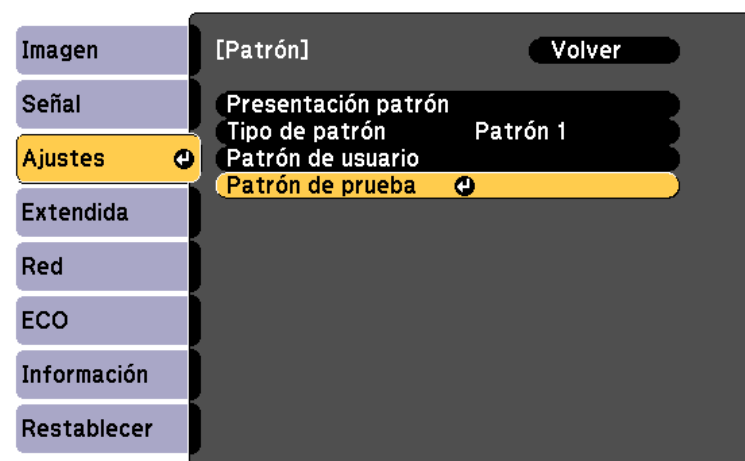 Imagen
Señal
Ajustes
Extendida
Red
ECO
Información
Restablecer
[Patrón] Volver
Presentación patrón
Tipo de patrón Patrón 1
Patrón de usuario
Patrón de prueba